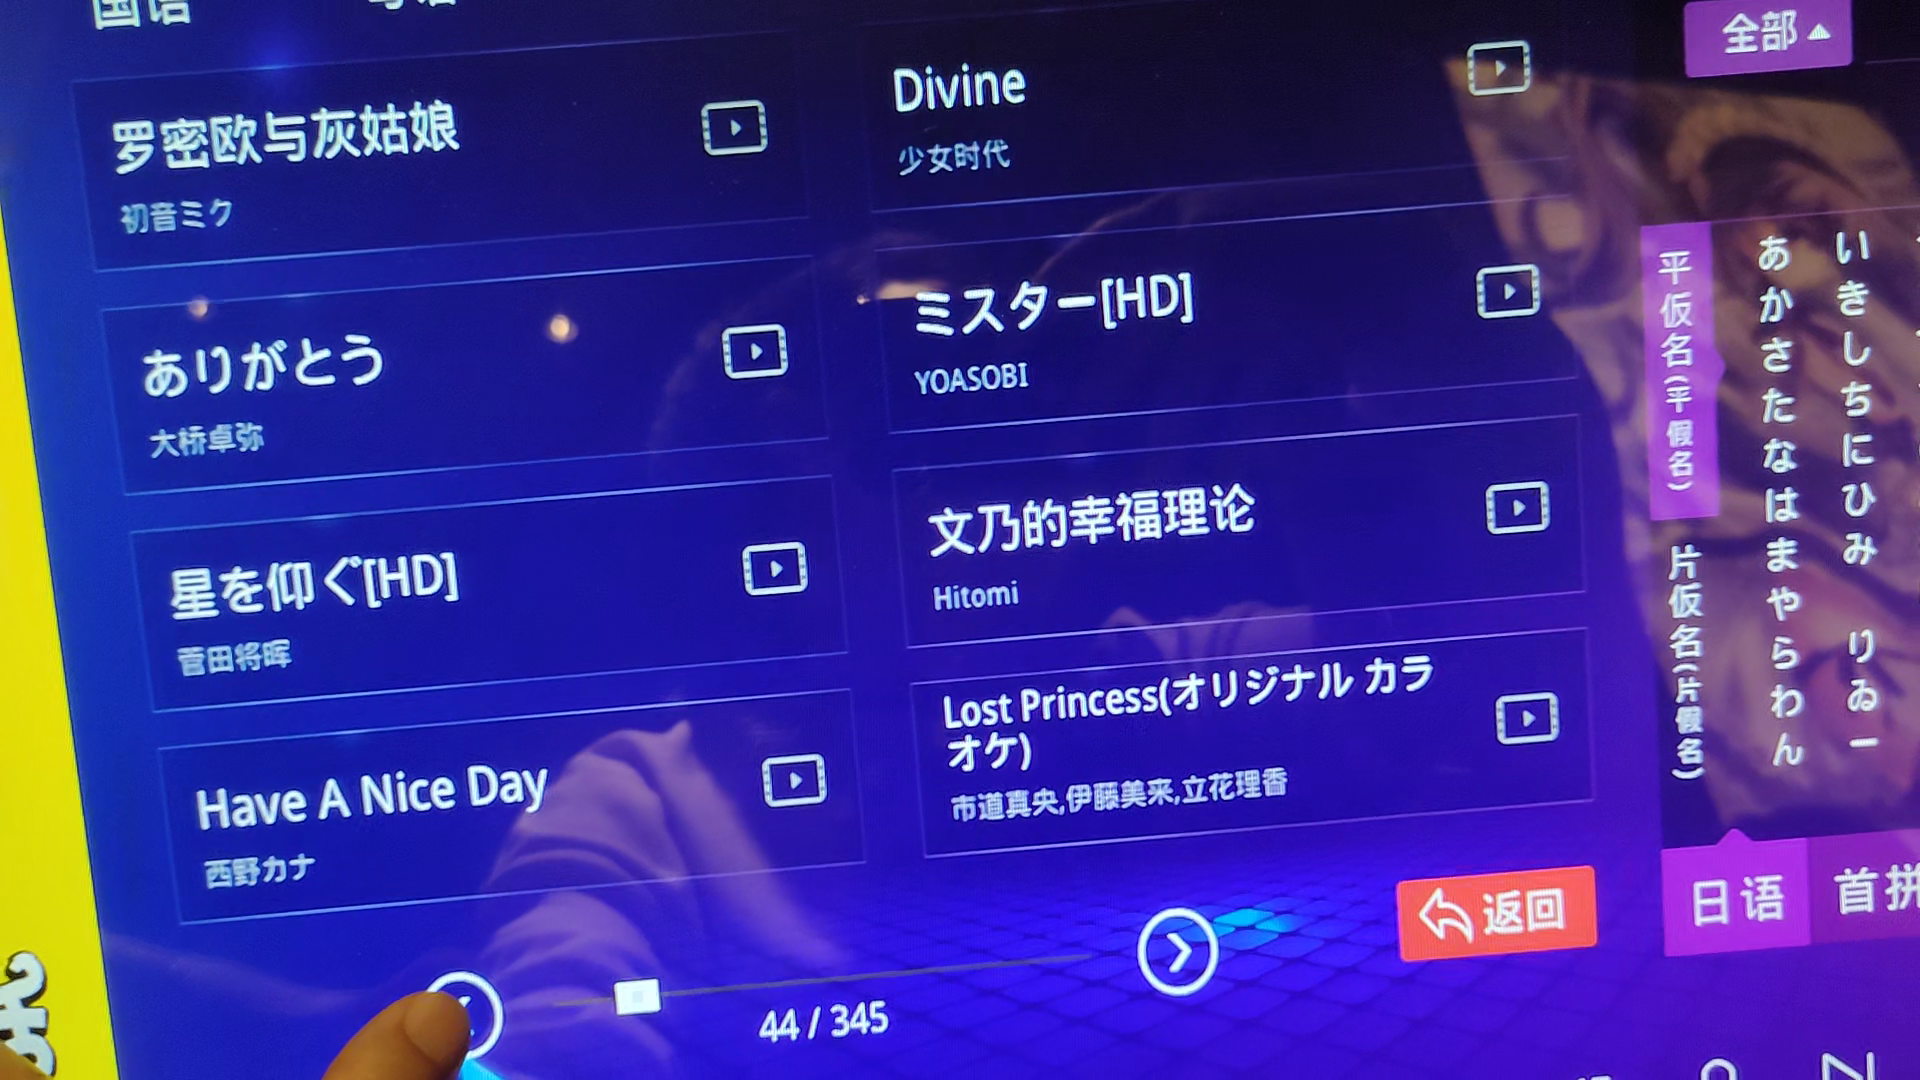 国语
粤语
罗密欧与灰姑娘
初音ミク
ありがとう
大桥卓弥
星を仰ぐ[HD]
菅田将晖
Have A Nice Day
西野カナ
Divine
少女时代
ミスター[HD]
YOASOBI
文乃的幸福理论
Hitomi
Lost Princess(オリジナル カラ
オケ)
市道真央,伊藤美来,立花理香
44 / 345
返回
全部
平仮名(平假名)
片仮名(片假名)
あかさたなはまやらわん
いきしちにひみ りゐー
日语
首拼